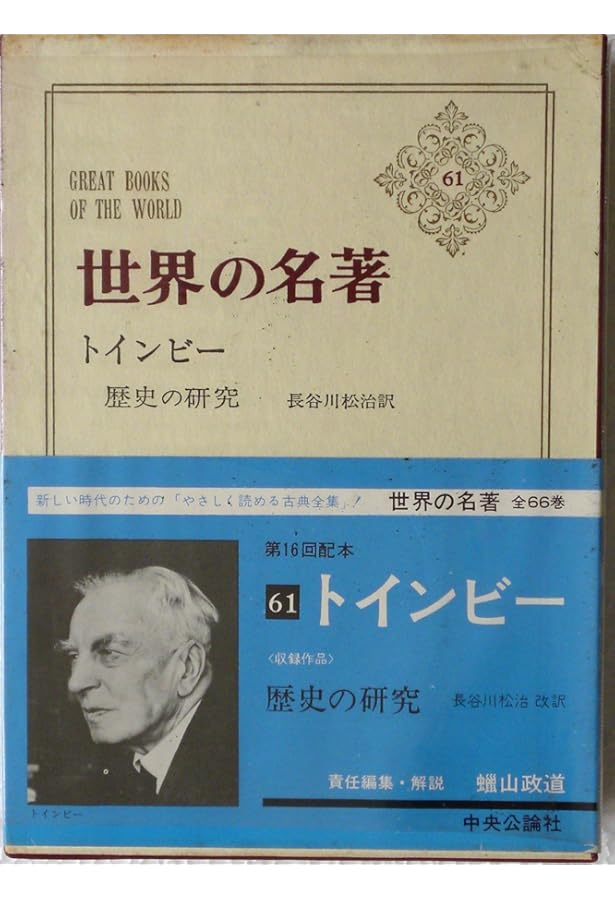 GREAT BOOKS
OF THE WORLD
61
世界の名著
トインビー
歴史の研究 長谷川松治訳
新しい時代のための「やさしく読める古典全集」! 世界の名著 全66巻
第16回配本
61 トインビー
〈収録作品〉
歴史の研究 長谷川松治 改訳
責任編集・解説 蠟山政道
トインビー
中央公論社